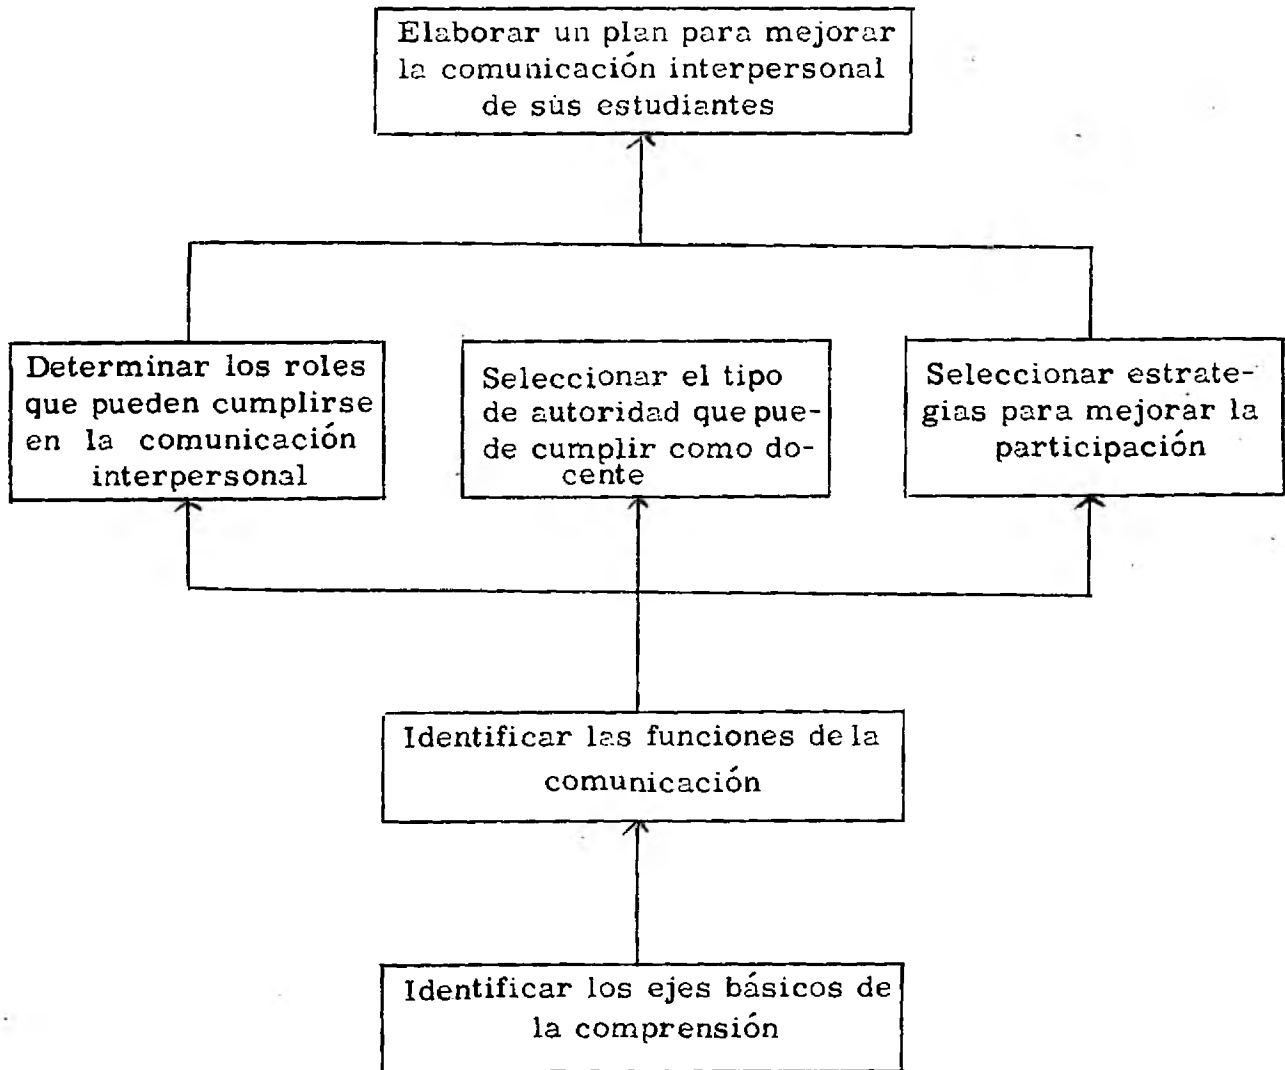 Elaborar un plan para mejorar
la comunicación interpersonal
de sus estudiantes
Determinar los roles
que pueden cumplirse
en la comunicación
interpersonal
Seleccionar el tipo
de autoridad que pue-
de cumplir como do-
cente
Seleccionar estrate-
gias para mejorar la
participación
Identificar las funciones de la
comunicación
Identificar los ejes básicos de
la comprensión